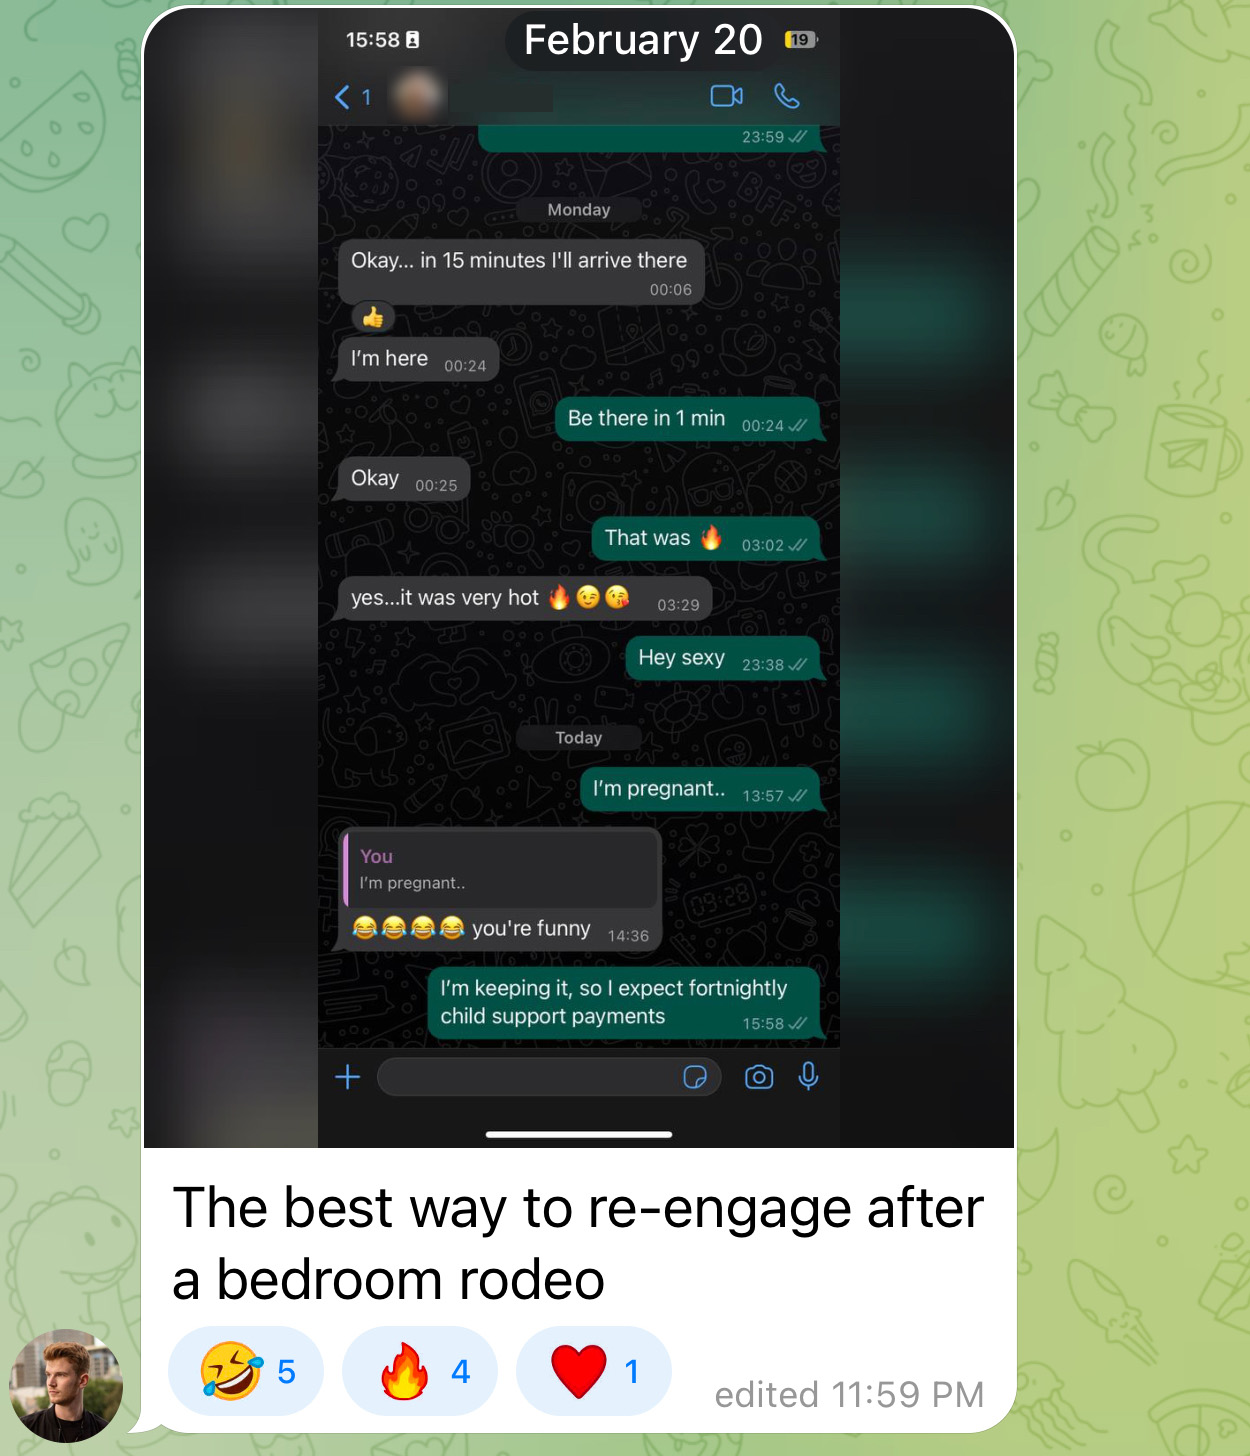 15:58
February 20
19
1
23:59
Monday
Okay... in 15 minutes I'll arrive there
00:06
👍
I'm here 00:24
Be there in 1 min 00:24
Okay 00:25
That was 🔥 03:02
yes...it was very hot 🔥😉😘 03:29
Hey sexy 23:38
Today
I'm pregnant.. 13:57
You
I'm pregnant..
😂😂😂😂 you're funny 14:36
I'm keeping it, so I expect fortnightly
child support payments 15:58
The best way to re-engage after
a bedroom rodeo
🤣 5 🔥 4 ❤️ 1
edited 11:59 PM